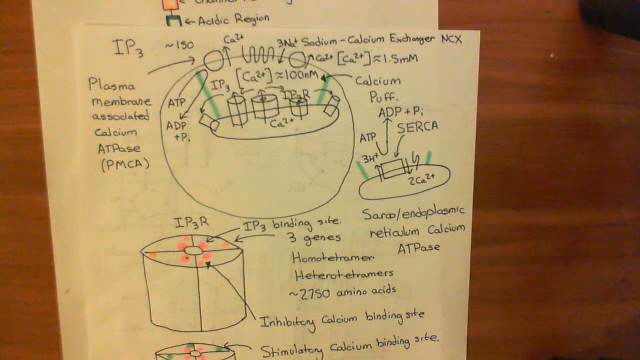 Acidic Region
IP3
~150
Ca2+
3Na+
Sodium-Calcium Exchanger NCX
Ca2+
[Ca2+]≈1.5mM
Plasma
membrane
associated
Calcium
ATPase
(PMCA)
ATP
ADP
+Pi
IP3
[Ca2+]≈100nM
IP3R
Ca2+
Calcium
Puff.
ADP+Pi
ATP
SERCA
3H+
2Ca2+
Sarco/endoplasmic
reticulum Calcium
ATPase
IP3R
IP3 binding site.
3 genes
Homotetramer
Heterotetramers
~2750 amino acids
Inhibitory Calcium binding site
Stimulatory Calcium binding site.